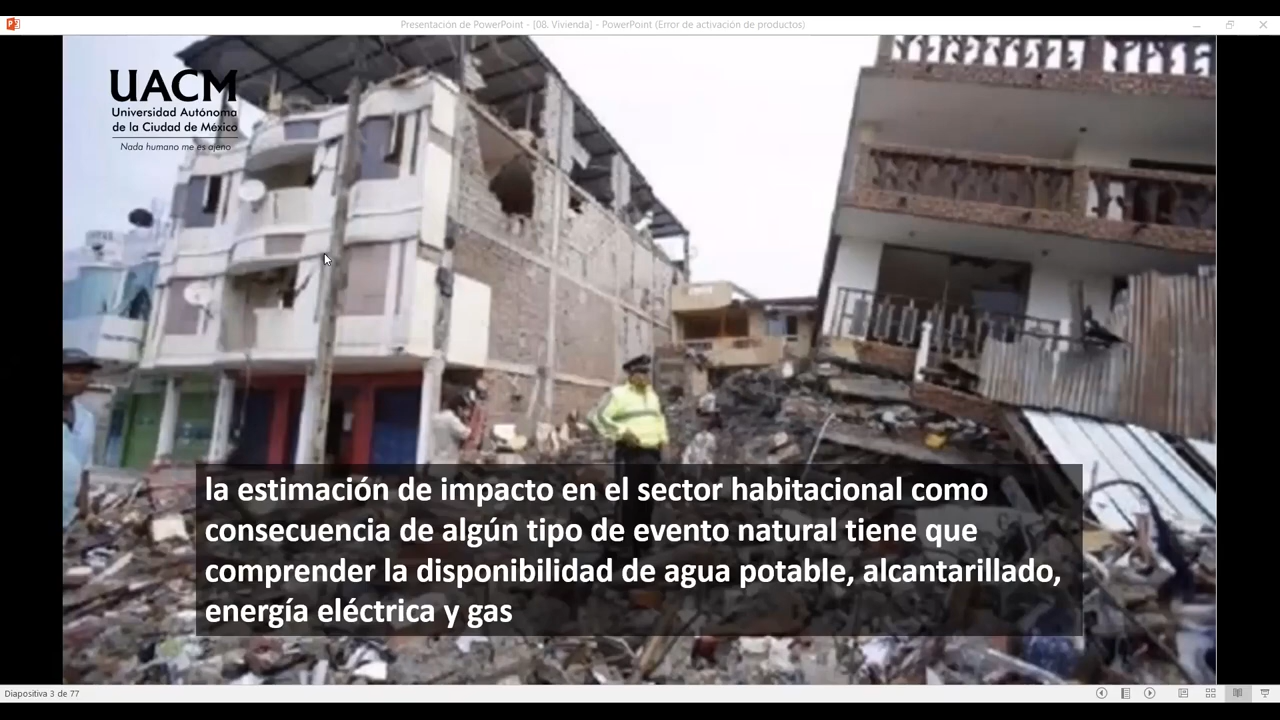 Presentación de PowerPoint - [08. Vivienda] - PowerPoint (Error de activación de productos)
UACM
Universidad Autónoma
de la Ciudad de México
Nada humano me es ajeno
la estimación de impacto en el sector habitacional como
consecuencia de algún tipo de evento natural tiene que
comprender la disponibilidad de agua potable, alcantarillado,
energía eléctrica y gas
Diapositiva 3 de 77